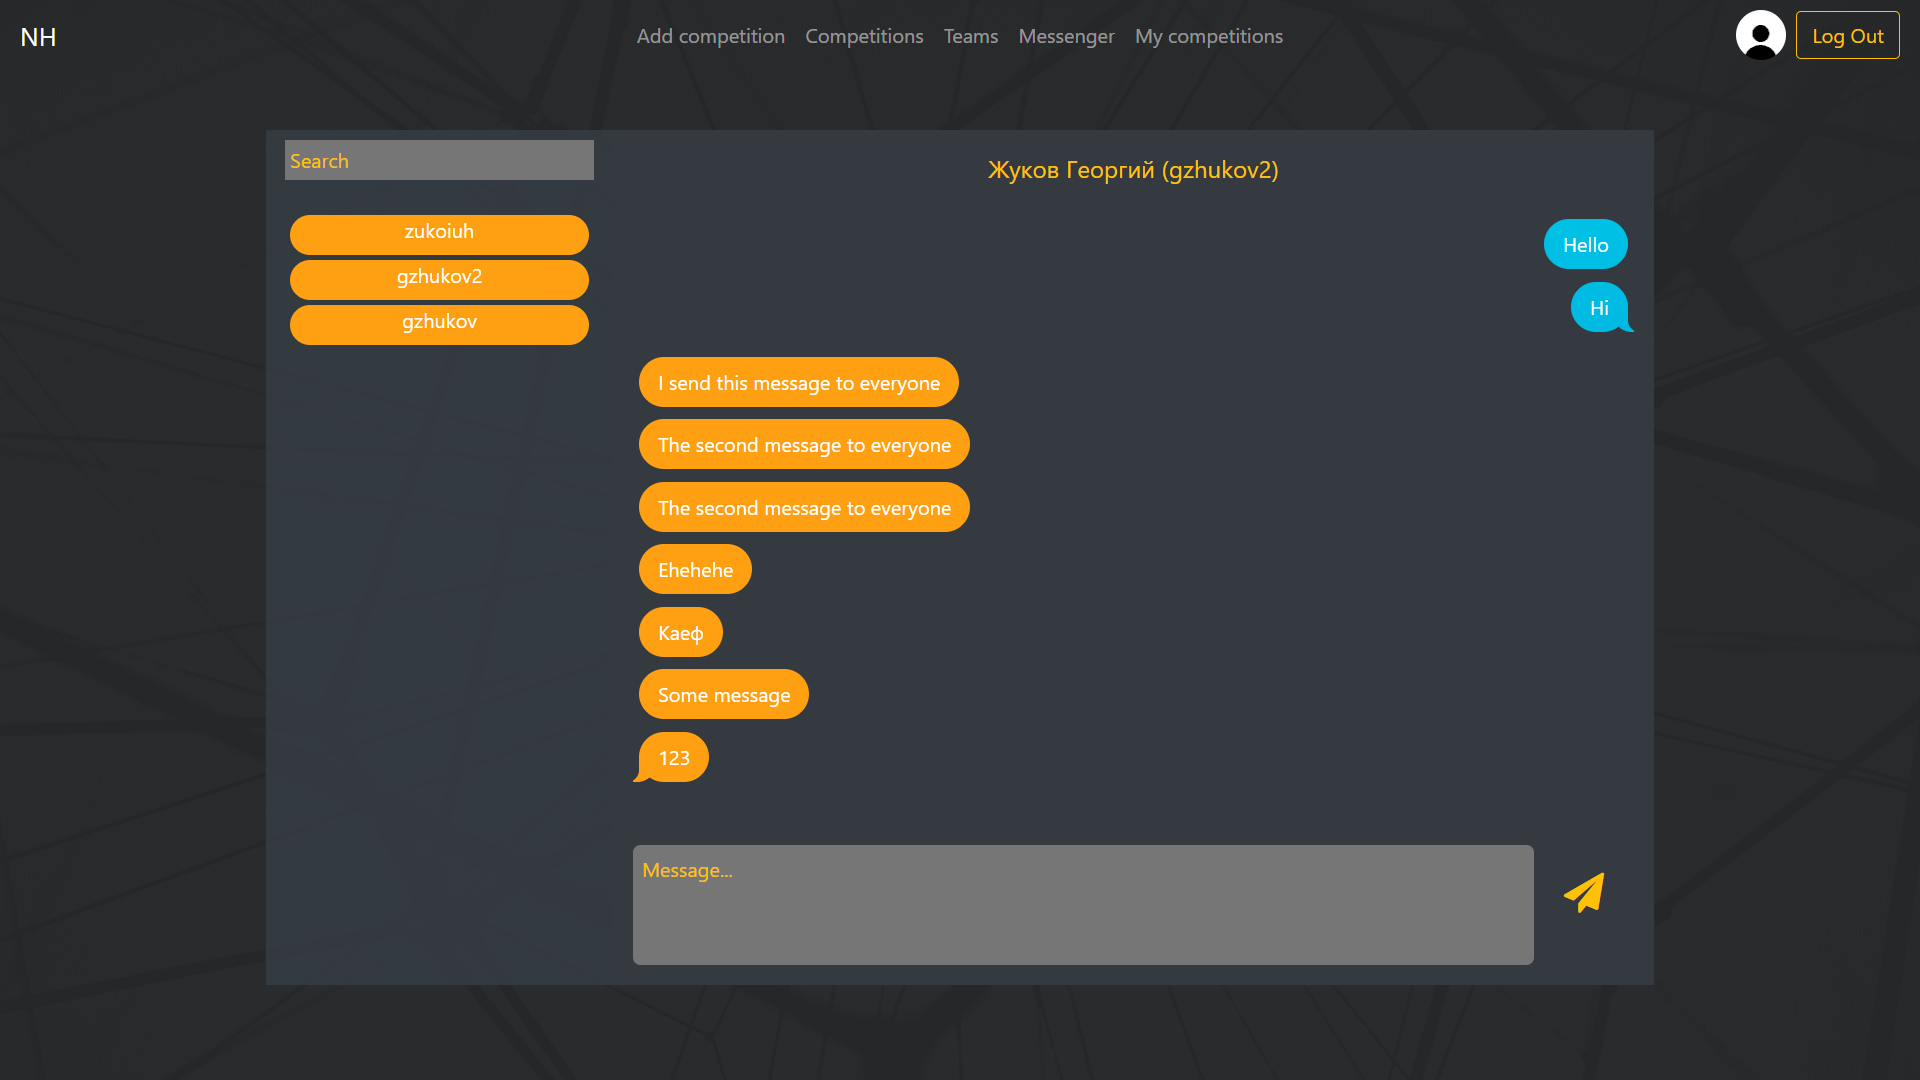 NH
Add competition
Competitions
Teams
Messenger
My competitions
Log Out
Search
zukoiuh
gzhukov2
gzhukov
Жуков Георгий (gzhukov2)
Hello
Hi
I send this message to everyone
The second message to everyone
The second message to everyone
Ehehehe
Каеф
Some message
123
Message...